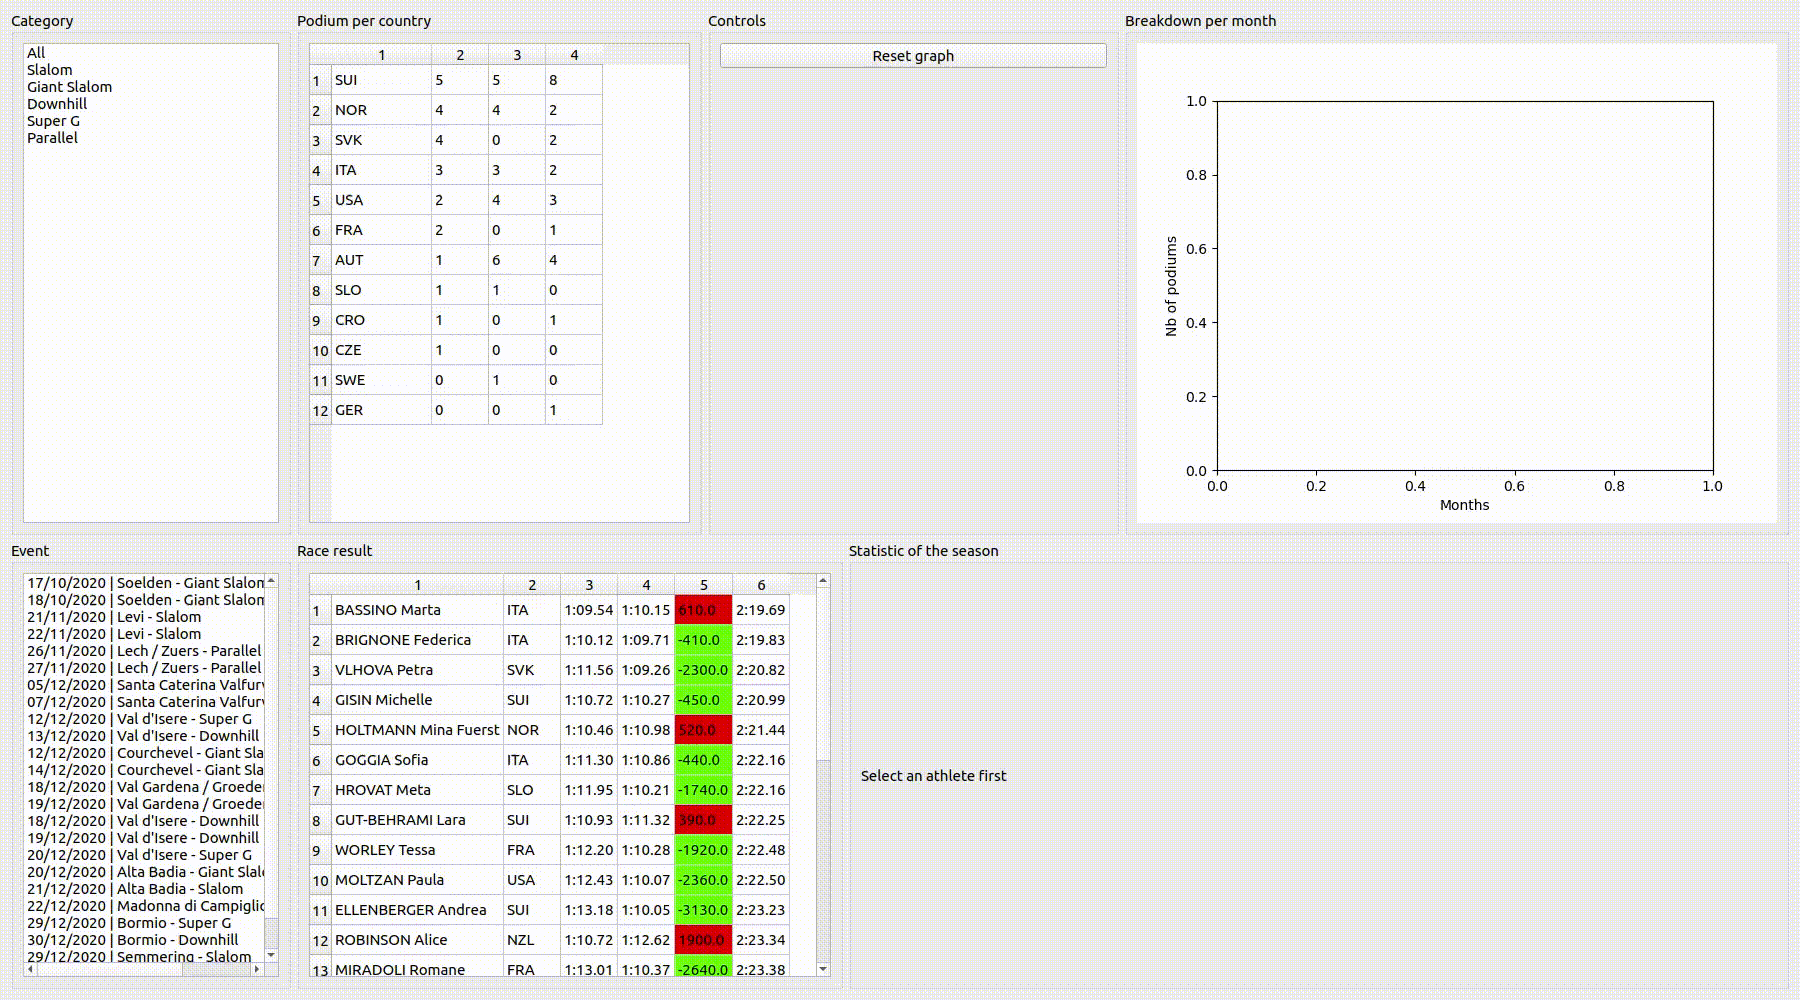 Category
All
Slalom
Giant Slalom
Downhill
Super G
Parallel
Podium per country
1 2 3 4
1 SUI 5 5 8
2 NOR 4 4 2
3 SVK 4 0 2
4 ITA 3 3 2
5 USA 2 4 3
6 FRA 2 0 1
7 AUT 1 6 4
8 SLO 1 1 0
9 CRO 1 0 1
10 CZE 1 0 0
11 SWE 0 1 0
12 GER 0 0 1
Controls
Reset graph
Breakdown per month
1.0
0.8
0.6
0.4
0.2
0.0
Nb of podiums
0.0 0.2 0.4 0.6 0.8 1.0
Months
Event
17/10/2020 | Soelden - Giant Slalom
18/10/2020 | Soelden - Giant Slalom
21/11/2020 | Levi - Slalom
22/11/2020 | Levi - Slalom
26/11/2020 | Lech / Zuers - Parallel
27/11/2020 | Lech / Zuers - Parallel
05/12/2020 | Santa Caterina Valfurv
07/12/2020 | Santa Caterina Valfurv
12/12/2020 | Val d'Isere - Super G
13/12/2020 | Val d'Isere - Downhill
12/12/2020 | Courchevel - Giant Sla
14/12/2020 | Courchevel - Giant Sla
18/12/2020 | Val Gardena / Groeder
19/12/2020 | Val Gardena / Groeder
18/12/2020 | Val d'Isere - Downhill
19/12/2020 | Val d'Isere - Downhill
20/12/2020 | Val d'Isere - Super G
20/12/2020 | Alta Badia - Giant Slal
21/12/2020 | Alta Badia - Slalom
22/12/2020 | Madonna di Campiglio
29/12/2020 | Bormio - Super G
30/12/2020 | Bormio - Downhill
29/12/2020 | Semmering - Slalom
Race result
1 2 3 4 5 6
1 BASSINO Marta ITA 1:09.54 1:10.15 610.0 2:19.69
2 BRIGNONE Federica ITA 1:10.12 1:09.71 -410.0 2:19.83
3 VLHOVA Petra SVK 1:11.56 1:09.26 -2300.0 2:20.82
4 GISIN Michelle SUI 1:10.72 1:10.27 -450.0 2:20.99
5 HOLTMANN Mina Fuerst NOR 1:10.46 1:10.98 520.0 2:21.44
6 GOGGIA Sofia ITA 1:11.30 1:10.86 -440.0 2:22.16
7 HROVAT Meta SLO 1:11.95 1:10.21 -1740.0 2:22.16
8 GUT-BEHRAMI Lara SUI 1:10.93 1:11.32 390.0 2:22.25
9 WORLEY Tessa FRA 1:12.20 1:10.28 -1920.0 2:22.48
10 MOLTZAN Paula USA 1:12.43 1:10.07 -2360.0 2:22.50
11 ELLENBERGER Andrea SUI 1:13.18 1:10.05 -3130.0 2:23.23
12 ROBINSON Alice NZL 1:10.72 1:12.62 1900.0 2:23.34
13 MIRADOLI Romane FRA 1:13.01 1:10.37 -2640.0 2:23.38
Statistic of the season
Select an athlete first